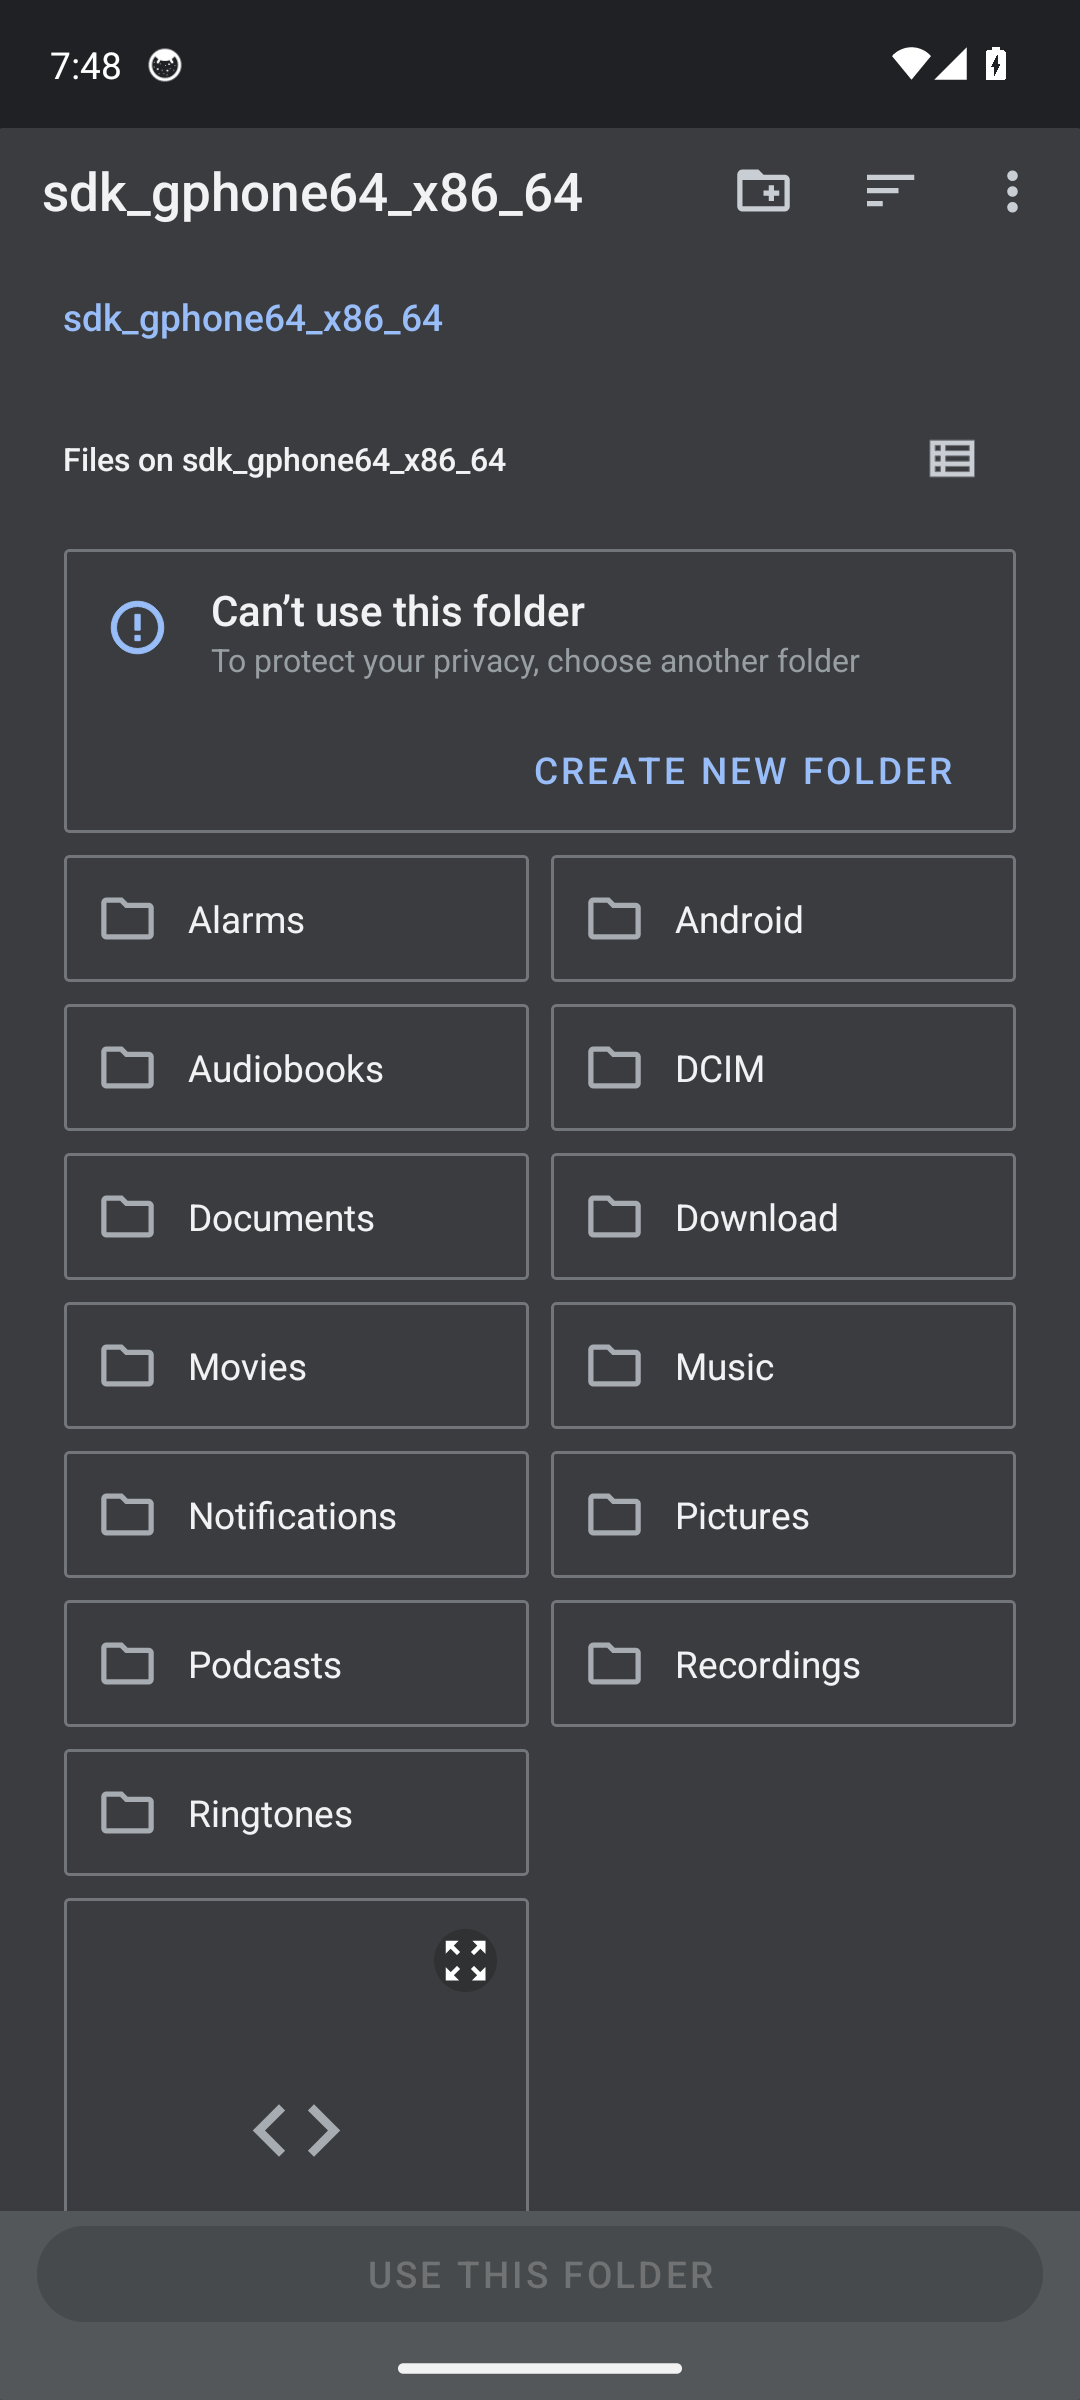 7:48
sdk_gphone64_x86_64
sdk_gphone64_x86_64
Files on sdk_gphone64_x86_64
Can’t use this folder
To protect your privacy, choose another folder
CREATE NEW FOLDER
Alarms
Android
Audiobooks
DCIM
Documents
Download
Movies
Music
Notifications
Pictures
Podcasts
Recordings
Ringtones
USE THIS FOLDER